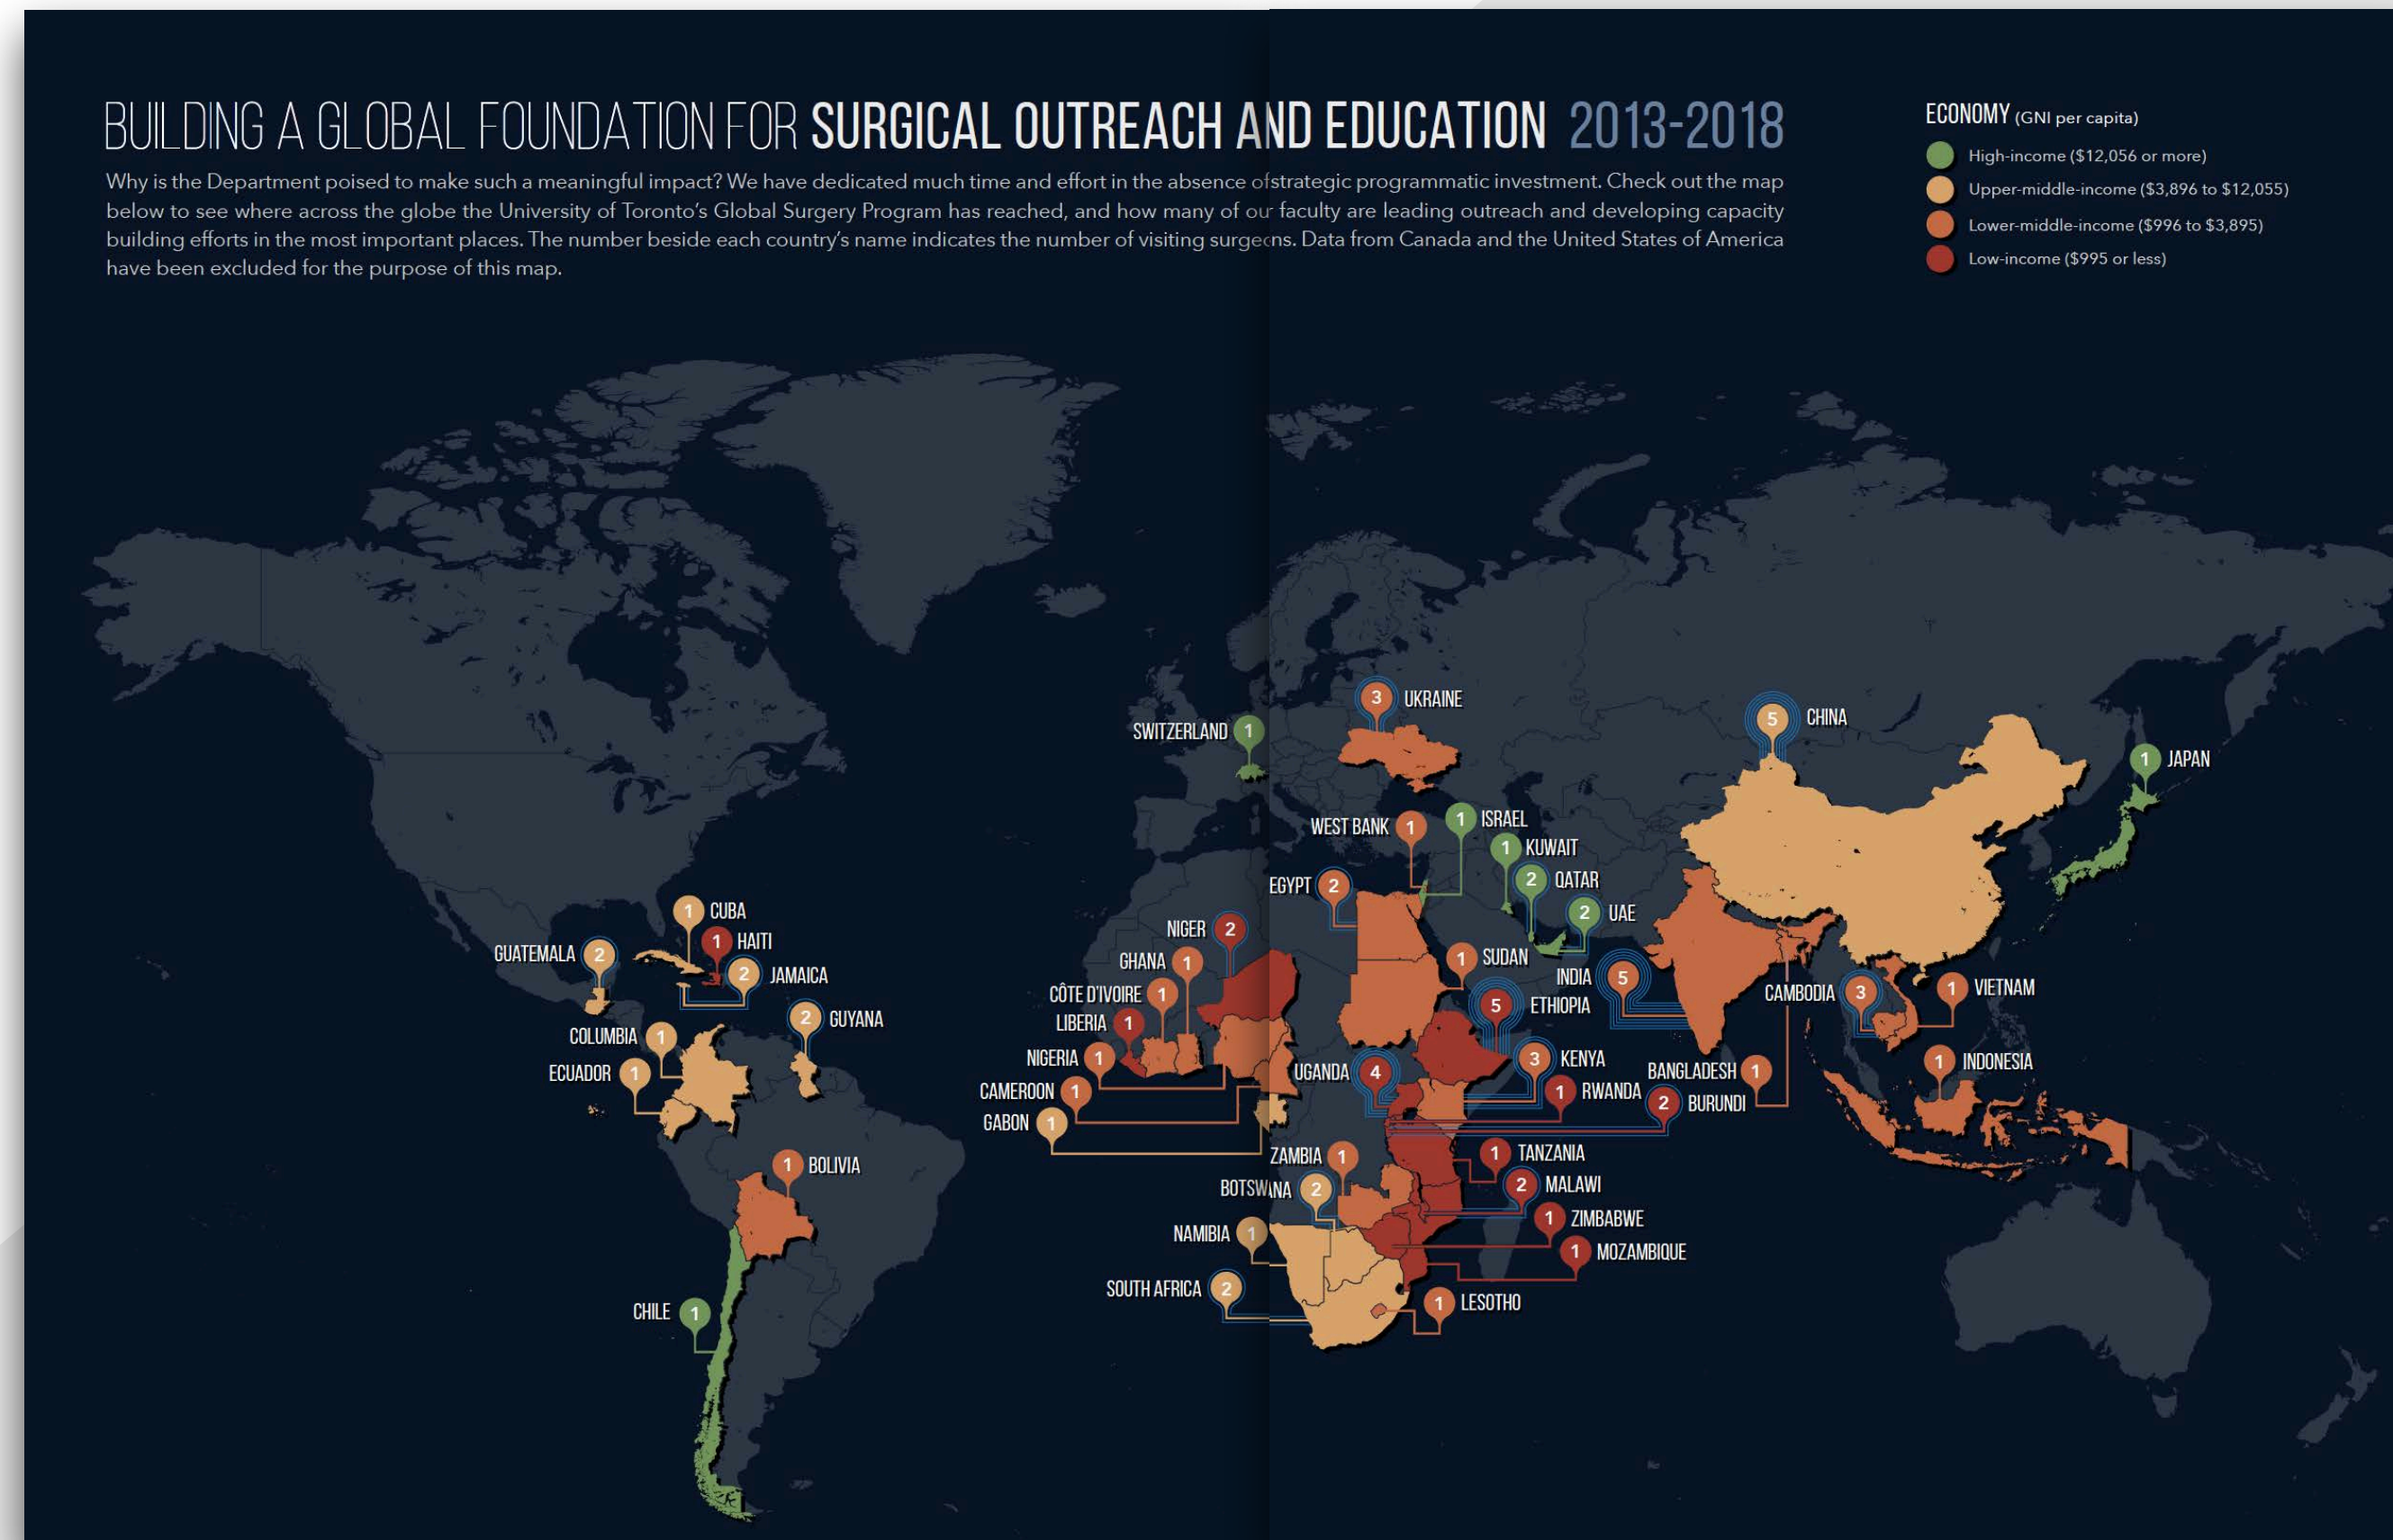 BUILDING A GLOBAL FOUNDATION FOR SURGICAL OUTREACH AND EDUCATION 2013-2018
Why is the Department poised to make such a meaningful impact? We have dedicated much time and effort in the absence of strategic programmatic investment. Check out the map
below to see where across the globe the University of Toronto's Global Surgery Program has reached, and how many of our faculty are leading outreach and developing capacity
building efforts in the most important places. The number beside each country's name indicates the number of visiting surgeons. Data from Canada and the United States of America
have been excluded for the purpose of this map.
ECONOMY (GNI per capita)
High-income ($12,056 or more)
Upper-middle-income ($3,896 to $12,055)
Lower-middle-income ($996 to $3,895)
Low-income ($995 or less)
3 UKRAINE
SWITZERLAND 1
5 CHINA
1 JAPAN
WEST BANK 1
1 ISRAEL
1 KUWAIT
EGYPT 2
2 QATAR
2 UAE
1 CUBA
1 HAITI
GUATEMALA 2
2 JAMAICA
2 GUYANA
COLUMBIA 1
ECUADOR 1
1 BOLIVIA
CHILE 1
NIGER 2
GHANA 1
CÔTE D'IVOIRE 1
LIBERIA 1
NIGERIA 1
CAMEROON 1
GABON 1
1 SUDAN
INDIA 5
5 ETHIOPIA
CAMBODIA 3
1 VIETNAM
UGANDA 4
3 KENYA
1 RWANDA
2 BURUNDI
BANGLADESH 1
1 INDONESIA
ZAMBIA 1
1 TANZANIA
BOTSWANA 2
2 MALAWI
NAMIBIA 1
1 ZIMBABWE
1 MOZAMBIQUE
SOUTH AFRICA 2
1 LESOTHO